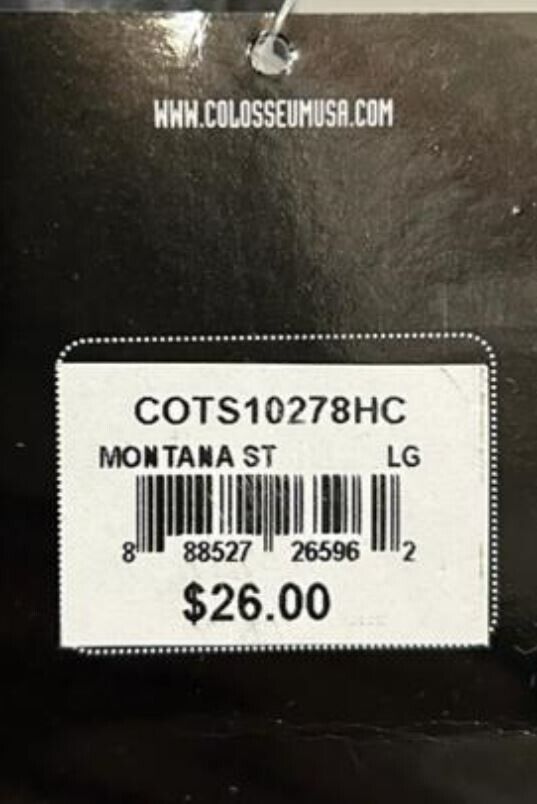 WWW.COLOSSEUMUSA.COM
COTS10278HC
MONTANA ST LG
8 88527 26596 2
$26.00